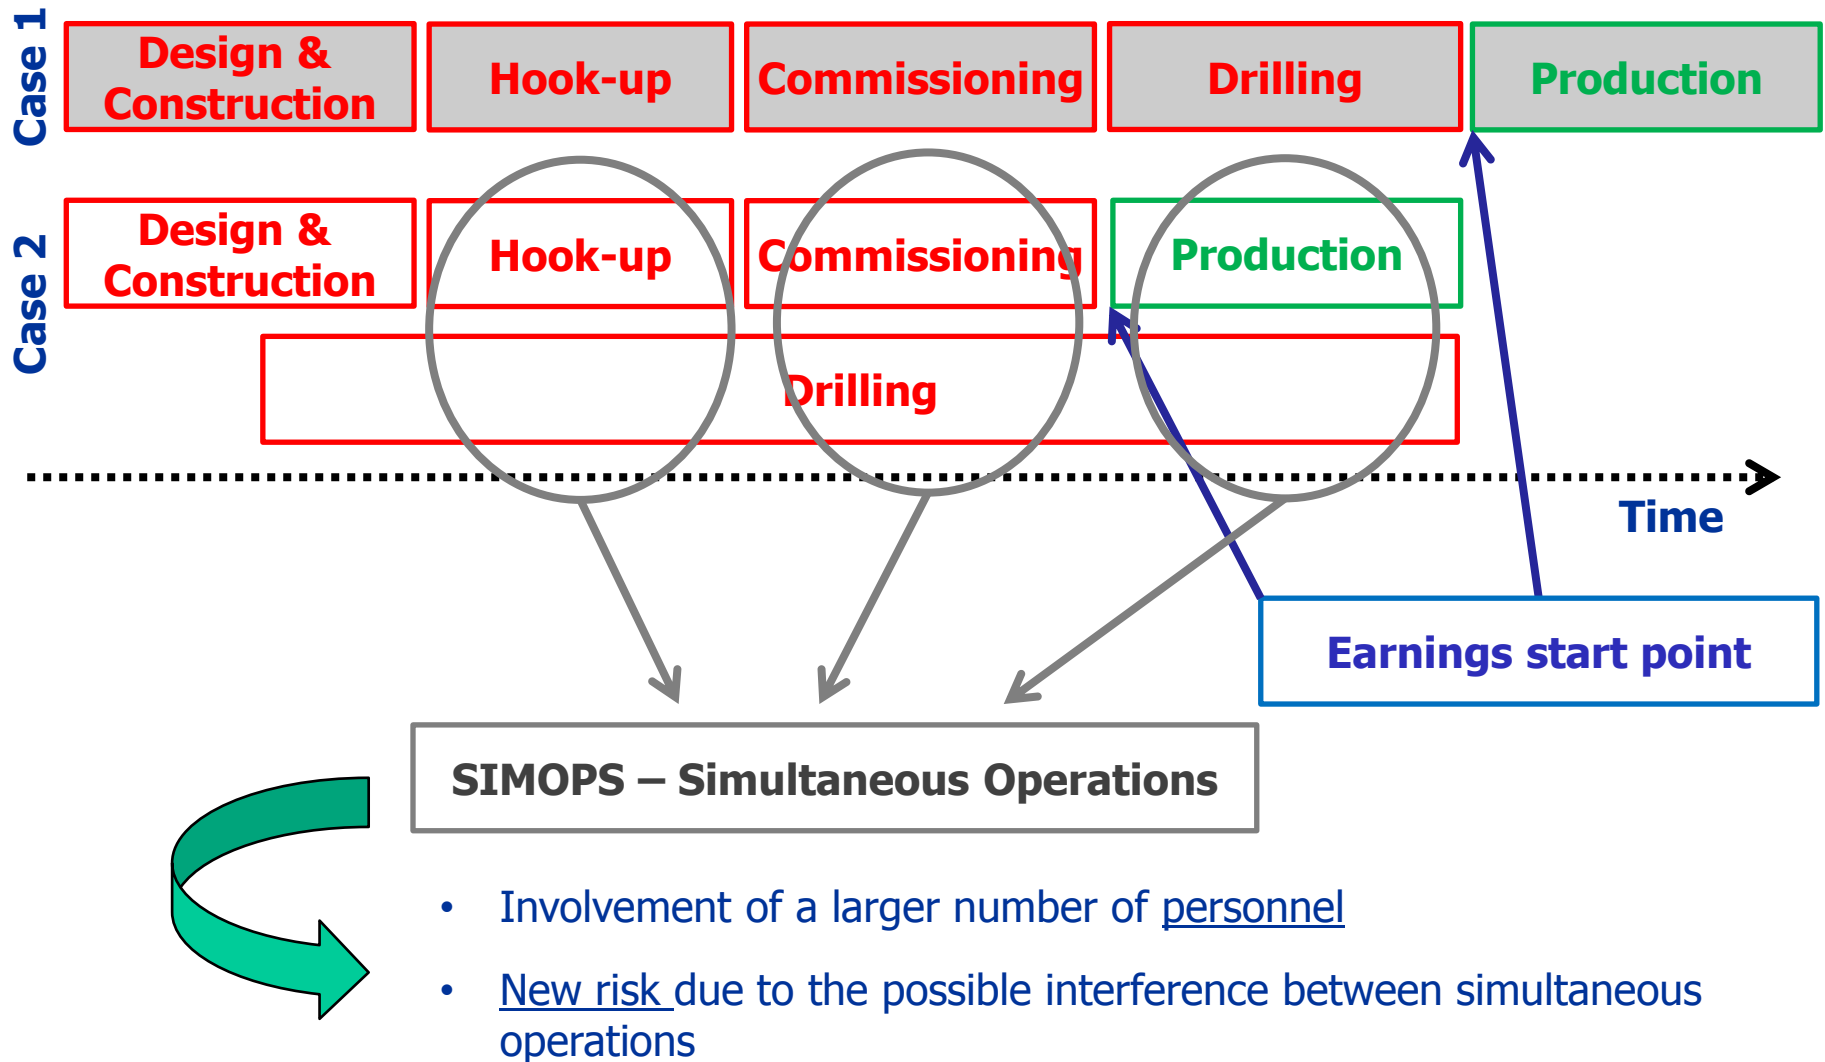 Case 1
Design &
Construction
Hook-up
Commissioning
Drilling
Production
Case 2
Design &
Construction
Hook-up
Commissioning
Production
Drilling
Time
Earnings start point
SIMOPS – Simultaneous Operations
• Involvement of a larger number of personnel
• New risk due to the possible interference between simultaneous
operations